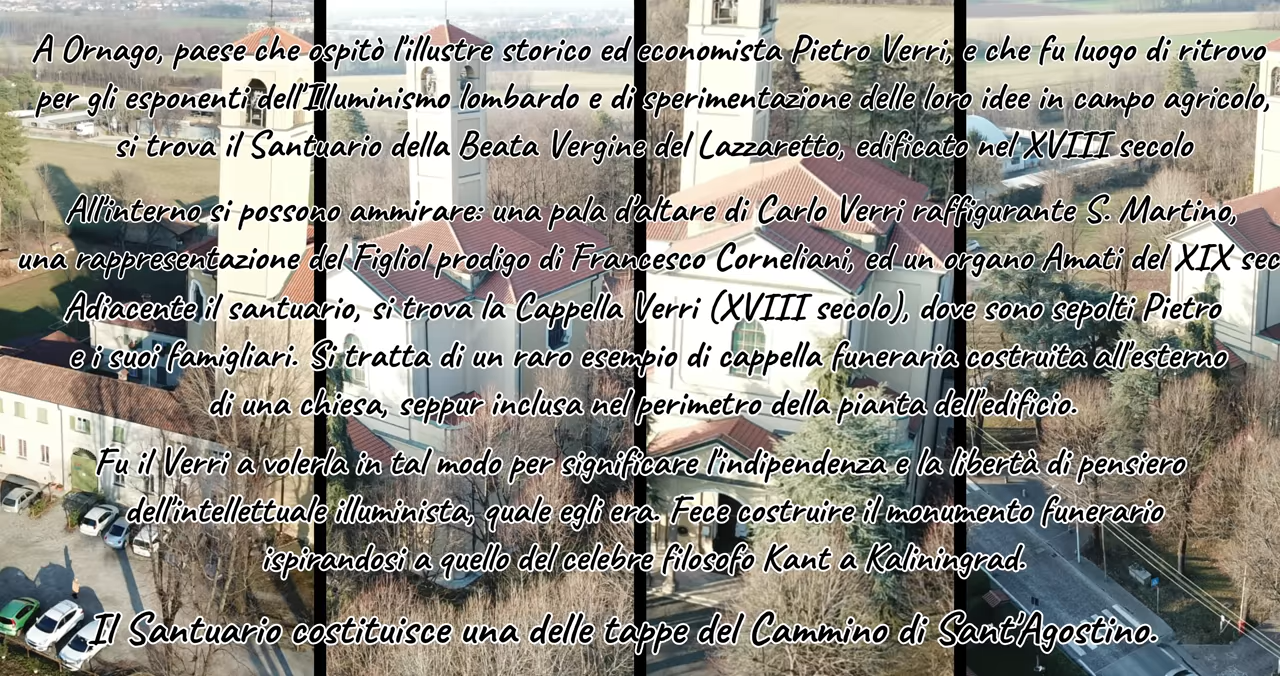 A Ornago, paese che ospitò l'illustre storico ed economista Pietro Verri, e che fu luogo di ritrovo
per gli esponenti dell'Illuminismo lombardo e di sperimentazione delle loro idee in campo agricolo,
si trova il Santuario della Beata Vergine del Lazzaretto, edificato nel XVIII secolo
All'interno si possono ammirare: una pala d'altare di Carlo Verri raffigurante S. Martino,
una rappresentazione del Figliol prodigo di Francesco Corneliani, ed un organo Amati del XIX sec
Adiacente il santuario, si trova la Cappella Verri (XVIII secolo), dove sono sepolti Pietro
e i suoi famigliari. Si tratta di un raro esempio di cappella funeraria costruita all'esterno
di una chiesa, seppur inclusa nel perimetro della pianta dell'edificio.
Fu il Verri a volerla in tal modo per significare l'indipendenza e la libertà di pensiero
dell'intellettuale illuminista, quale egli era. Fece costruire il monumento funerario
ispirandosi a quello del celebre filosofo Kant a Kaliningrad.
Il Santuario costituisce una delle tappe del Cammino di Sant'Agostino.